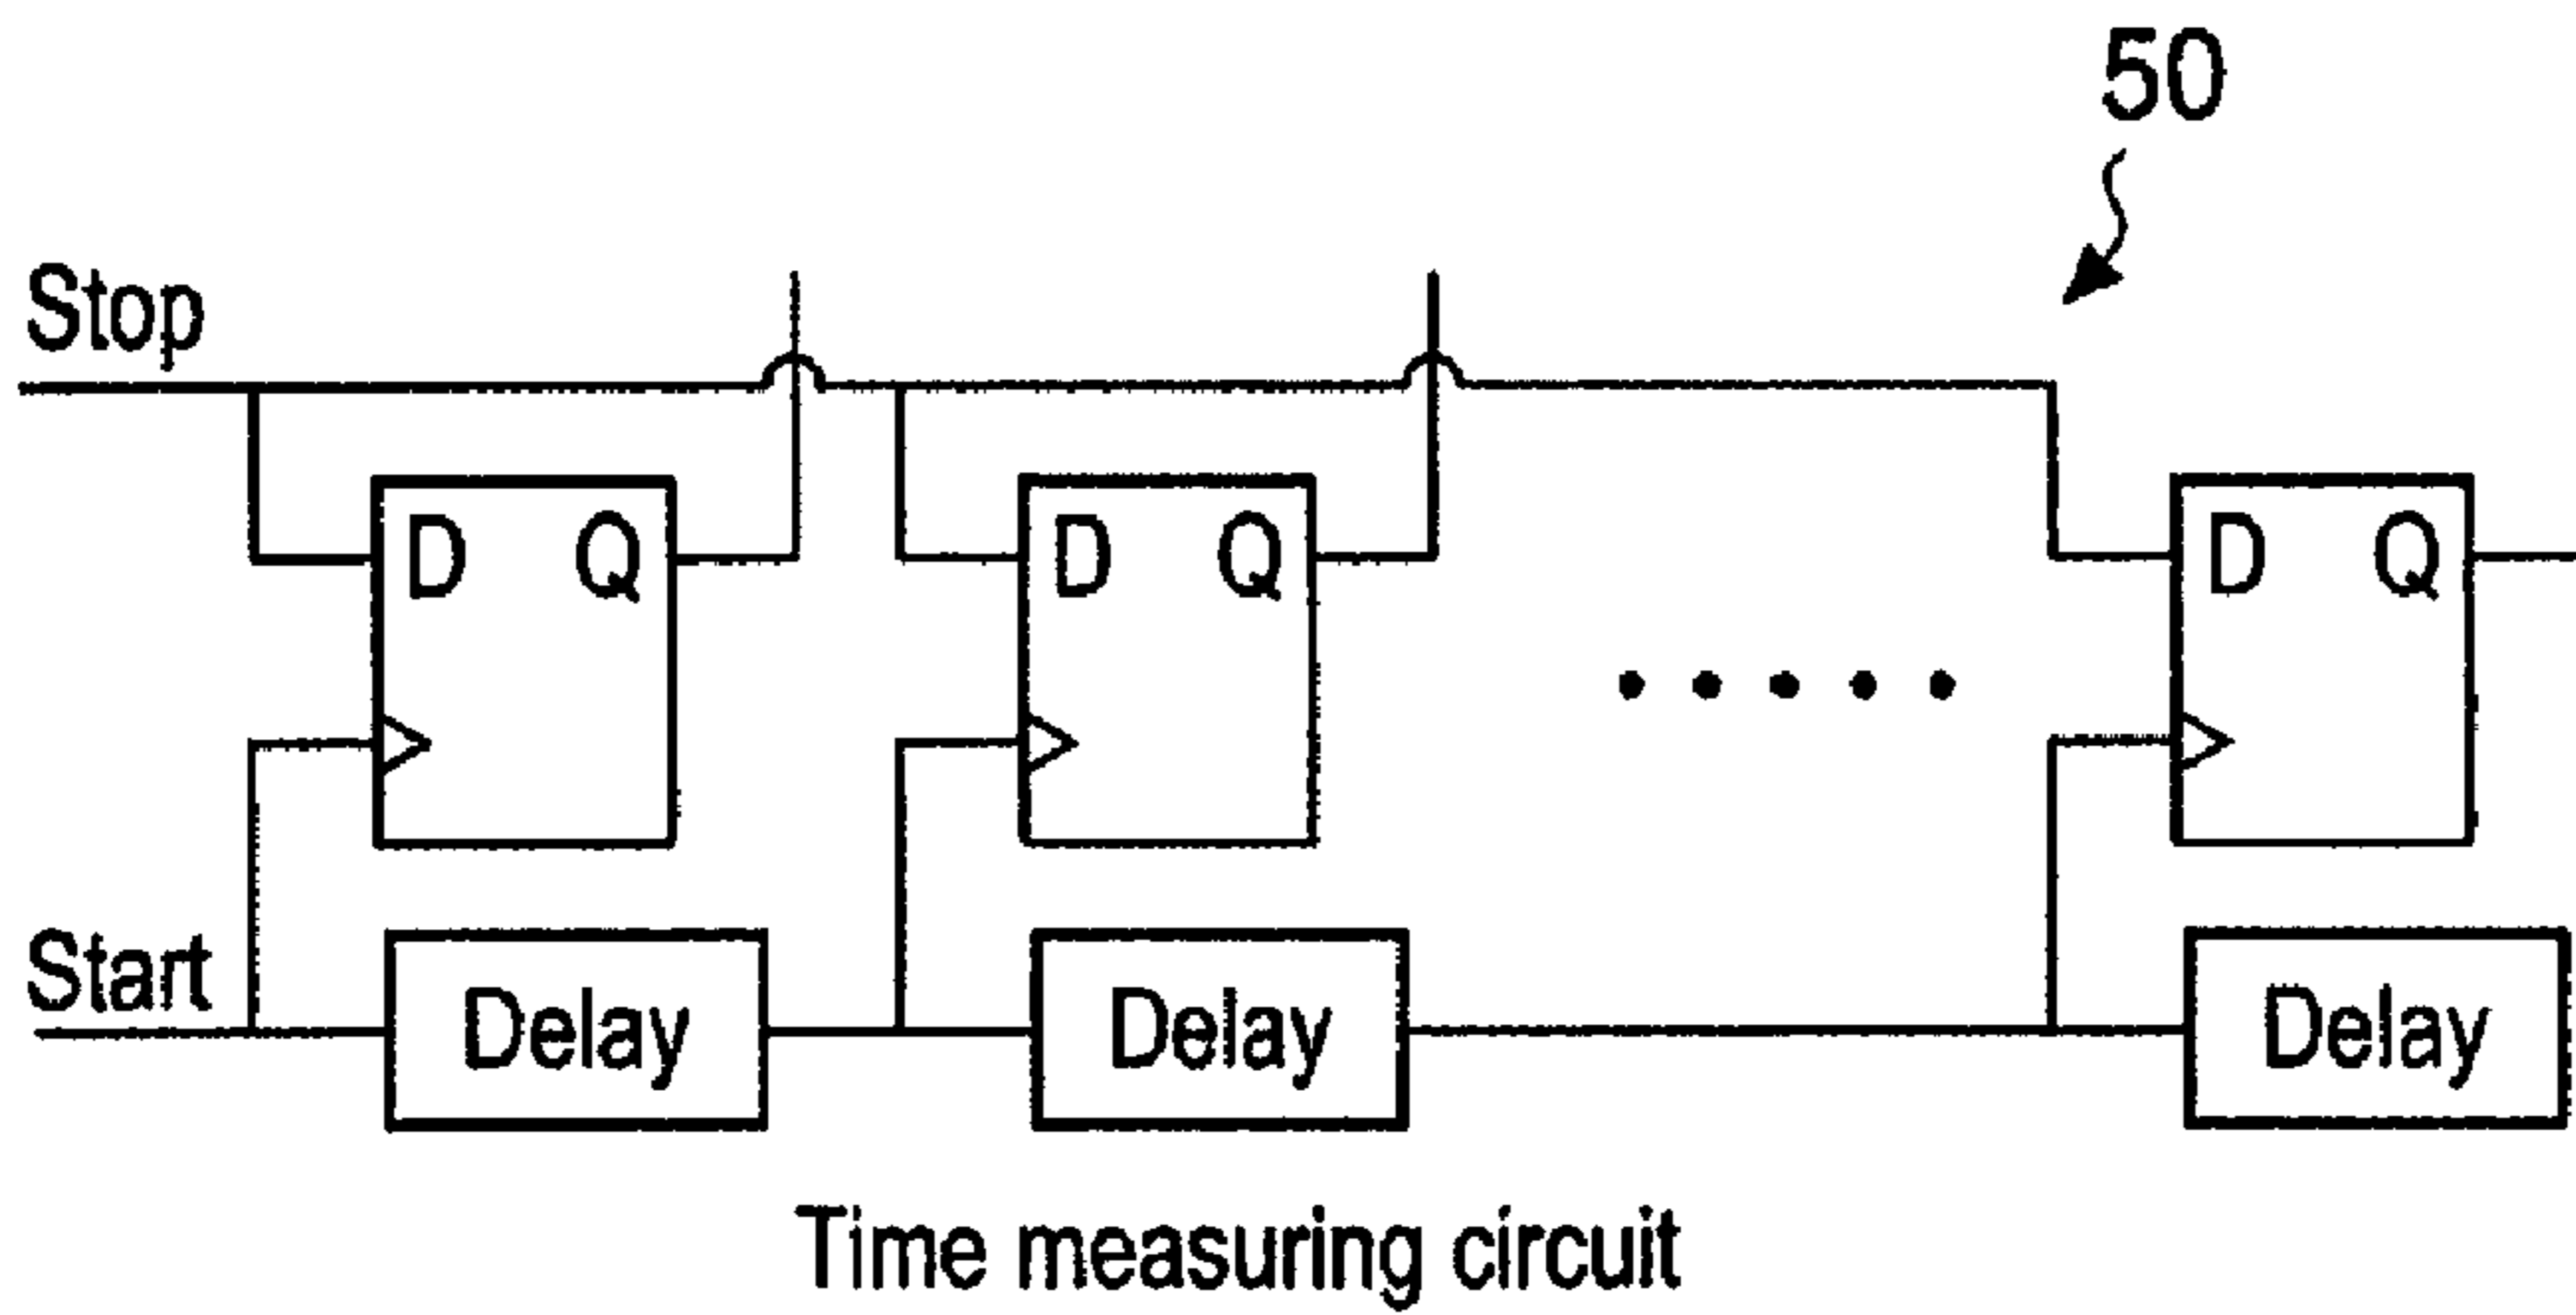 50
Stop
D Q
D Q
D Q
Start
Delay
Delay
Delay
Time measuring circuit